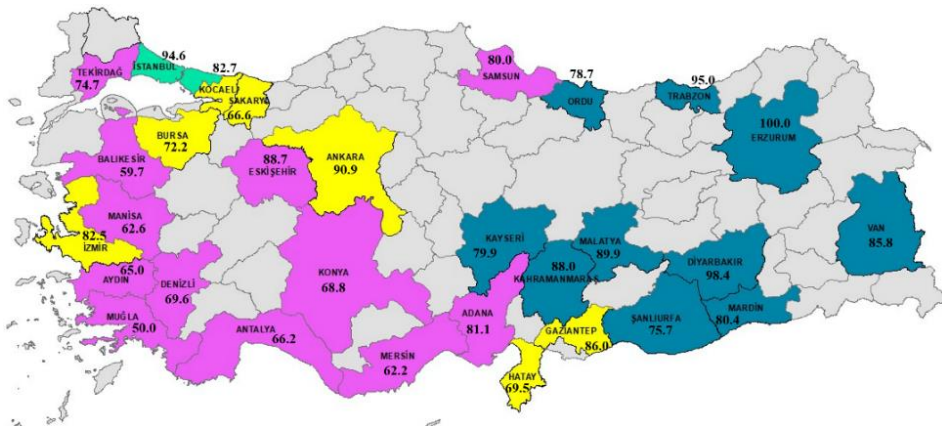 94.6
80.0
TEKİRDAĞ
İSTANBUL
82.7
SAMSUN
78.7
95.0
74.7
KOCAELİ
SAKARYA
ORDU
TRABZON
66.6
100.0
BURSA
ERZURUM
72.2
BALIKESİR
88.7
ANKARA
59.7
ESKİŞEHİR
90.9
MANİSA
62.6
82.5
İZMİR
KAYSERİ
MALATYA
VAN
79.9
89.9
85.8
65.0
KONYA
88.0
DİYARBAKIR
AYDIN
DENİZLİ
68.8
KAHRAMANMARAŞ
98.4
69.6
MUĞLA
50.0
ADANA
MARDİN
ANTALYA
81.1
GAZİANTEP
ŞANLIURFA
80.4
66.2
86.0
75.7
MERSİN
62.2
HATAY
69.5